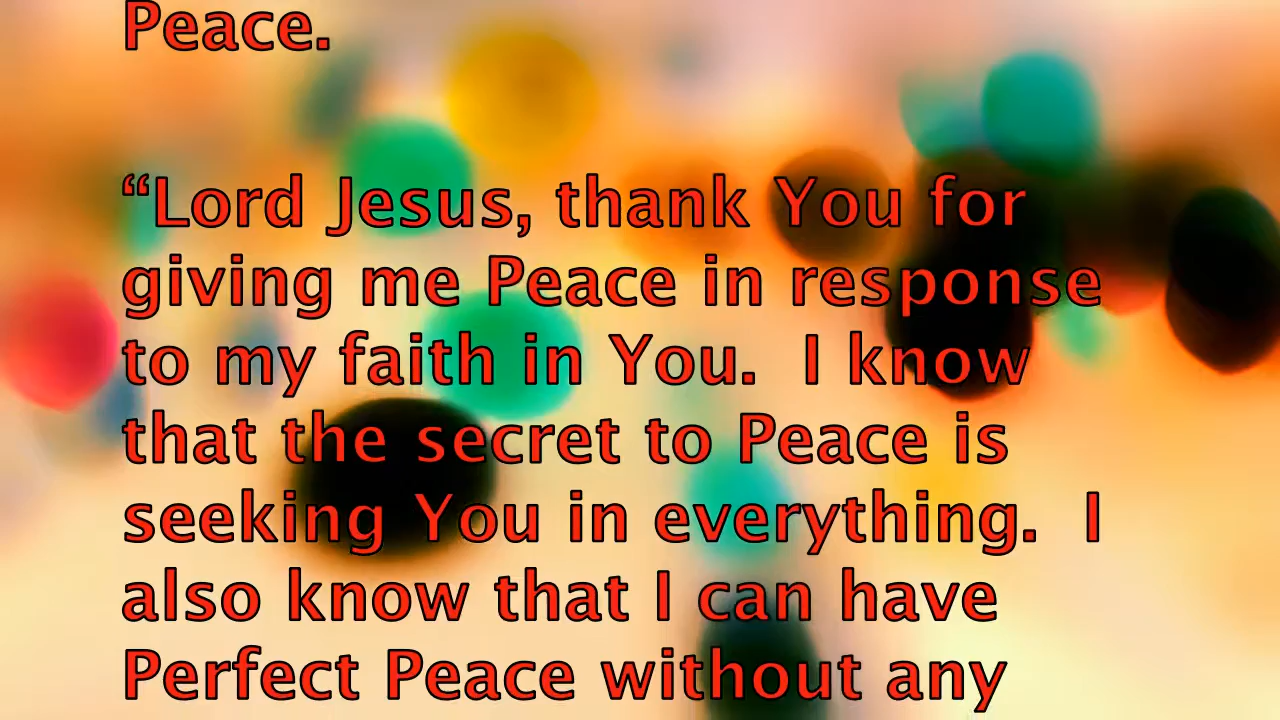 Peace.
“Lord Jesus, thank You for
giving me Peace in response
to my faith in You.  I know
that the secret to Peace is
seeking You in everything.  I
also know that I can have
Perfect Peace without any